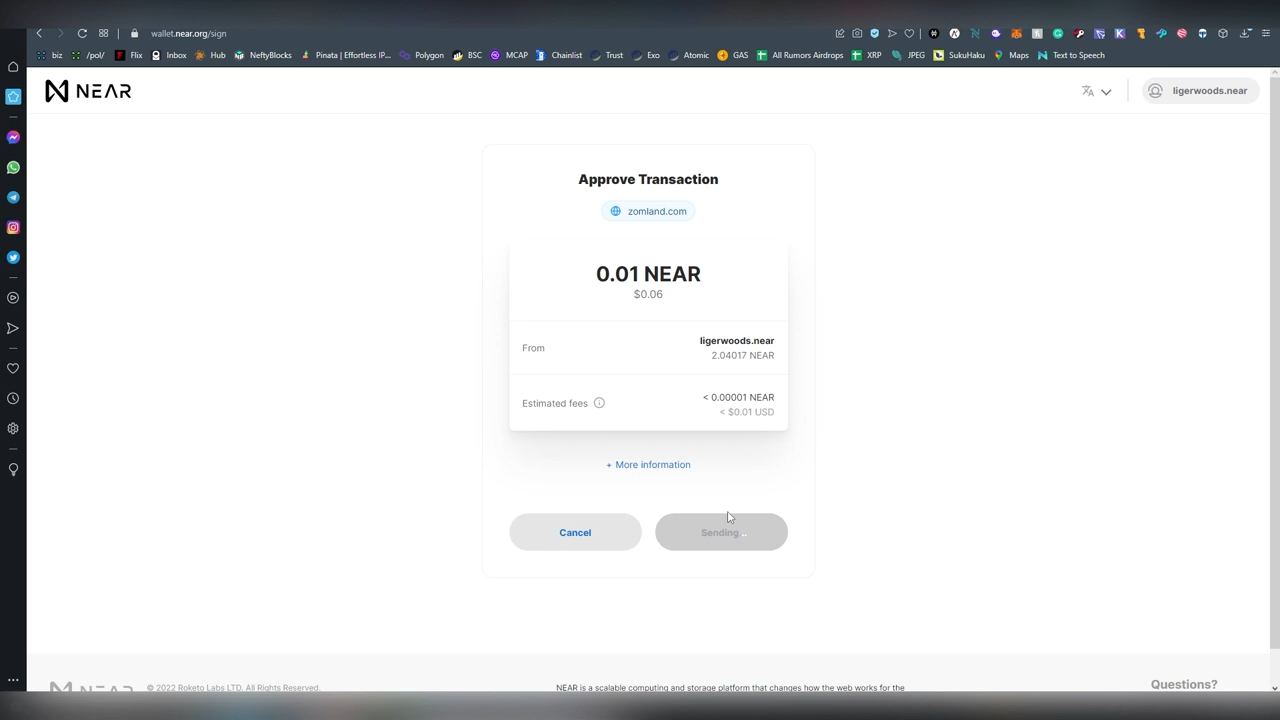 wallet.near.org/sign
biz /pol/ Flix Inbox Hub NeftyBlocks Pinata | Effortless IP... Polygon BSC MCAP Chainlist Trust Exo Atomic GAS All Rumors Airdrops XRP JPEG SukuHaku Maps Text to Speech
NEAR
ligerwoods.near
Approve Transaction
zomland.com
0.01 NEAR
$0.06
From
ligerwoods.near
2.04017 NEAR
Estimated fees
< 0.00001 NEAR
< $0.01 USD
+ More information
Cancel
Sending..
NEAR
© 2022 Roketo Labs LTD. All Rights Reserved.
NEAR is a scalable computing and storage platform that changes how the web works for the
Questions?